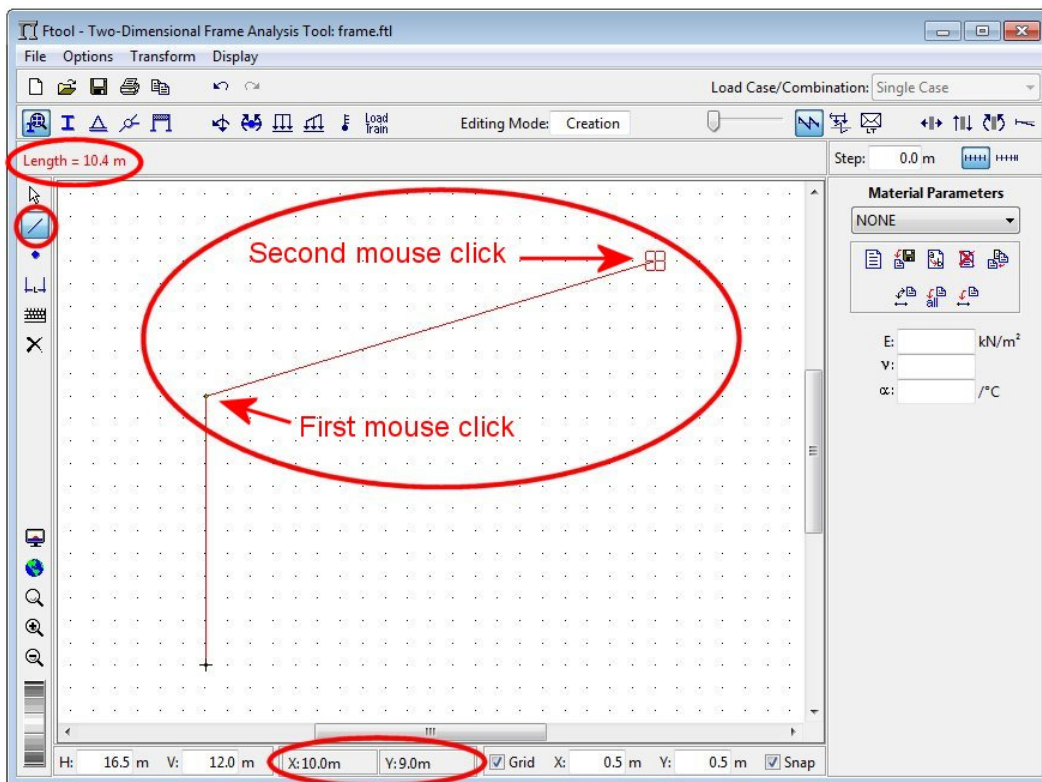 Ftool - Two-Dimensional Frame Analysis Tool: frame.ftl
File Options Transform Display
Load Case/Combination: Single Case
Load Train
Editing Mode: Creation
LT
Length = 10.4 m
Step: 0.0 m
Material Parameters
NONE
all
E: kN/m²
ν:
α: /°C
Second mouse click
First mouse click
H: 16.5 m V: 12.0 m X:10.0m Y:9.0m Grid X: 0.5 m Y: 0.5 m Snap